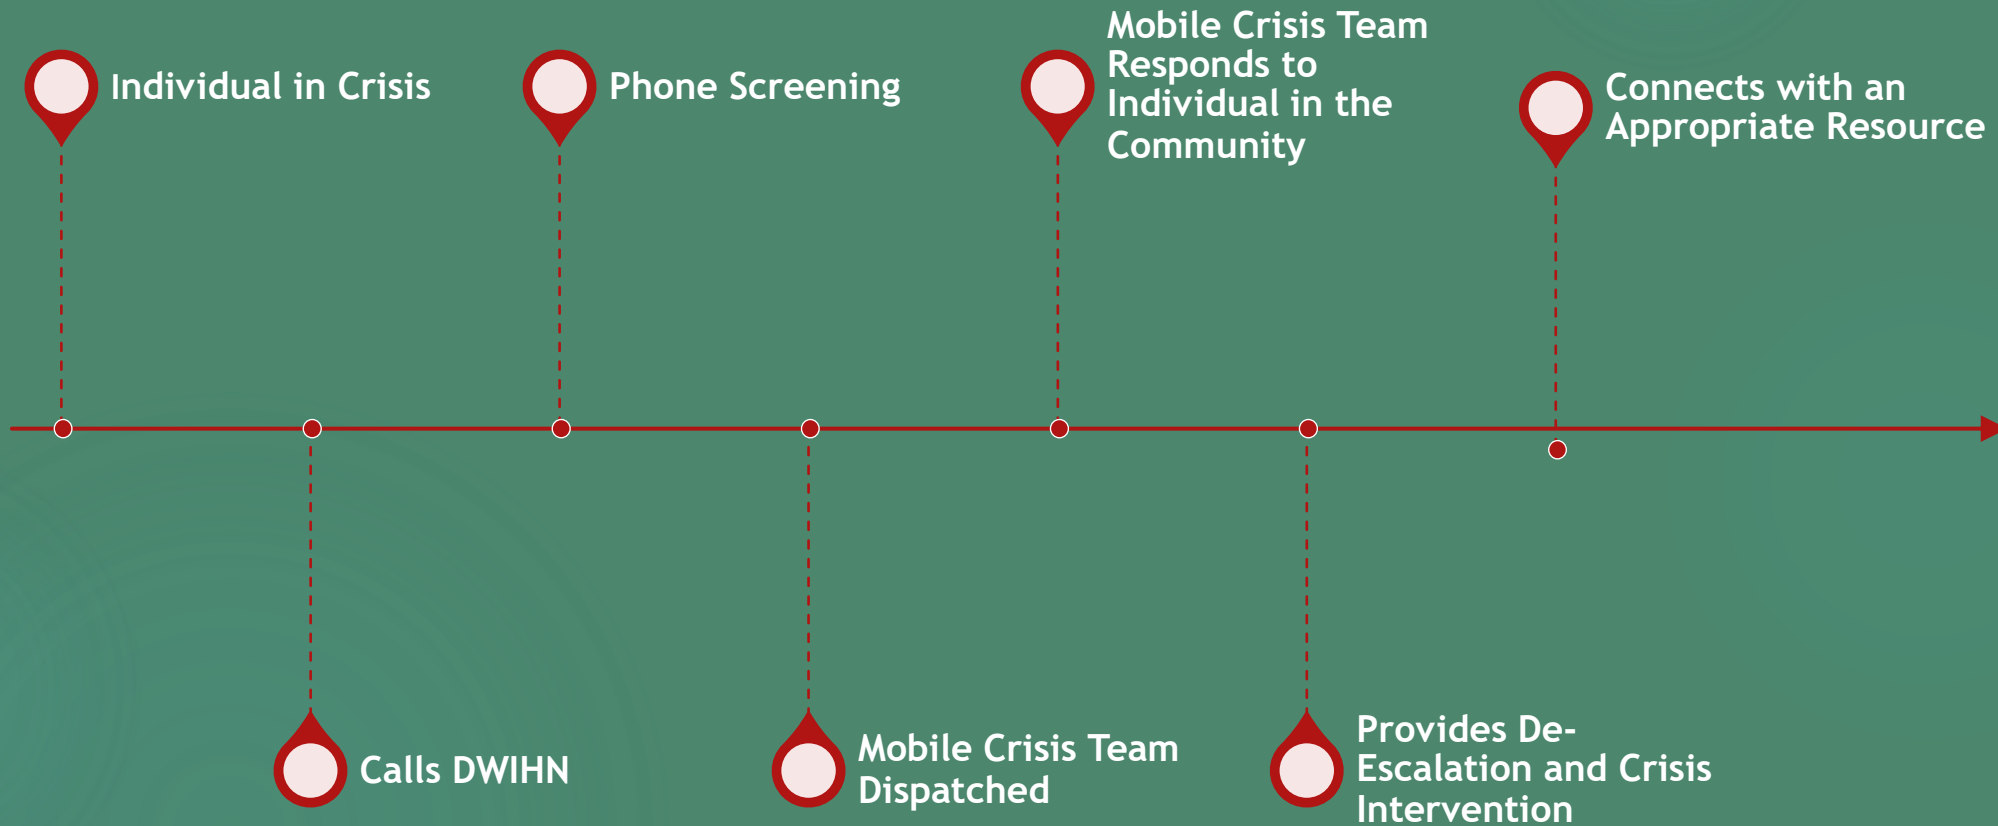 Individual in Crisis
Calls DWIHN
Phone Screening
Mobile Crisis Team
Dispatched
Mobile Crisis Team
Responds to
Individual in the
Community
Provides De-
Escalation and Crisis
Intervention
Connects with an
Appropriate Resource